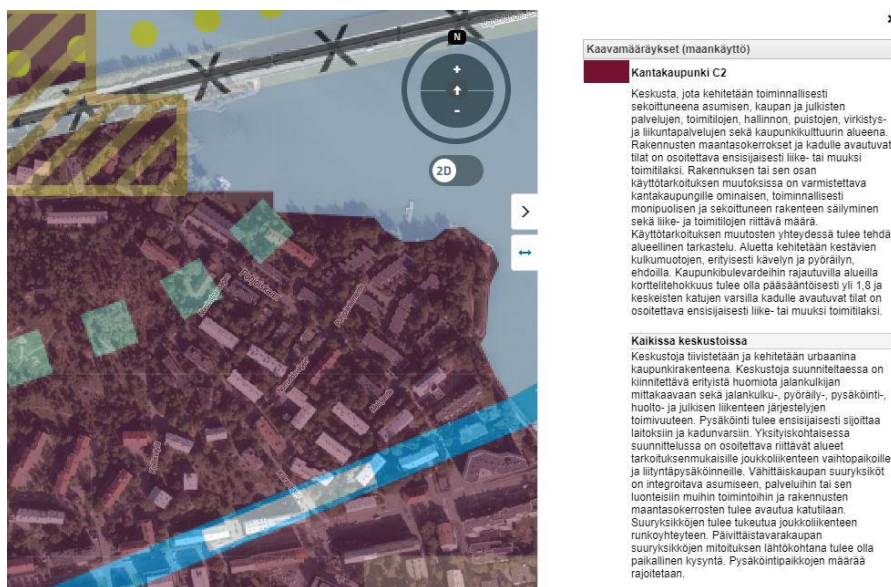 N
2D
Kaavamääräykset (maankäyttö)
Kantakaupunki C2
Keskusta, jota kehitetään toiminnallisesti
sekoittuneena asumisen, kaupan ja julkisten
palvelujen, toimitilojen, hallinnon, puistojen, virkistys-
ja liikuntapalvelujen sekä kaupunkikulttuurin alueena.
Rakennusten maantasokerrokset ja kadulle avautuvat
tilat on osoitettava ensisijaisesti liike- tai muuksi
toimitilaksi. Rakennuksen tai sen osan
käyttötarkoituksen muutoksissa on varmistettava
kantakaupungille ominaisen, toiminnallisesti
monipuolisen ja sekoittuneen rakenteen säilyminen
sekä liike- ja toimitilojen riittävä määrä.
Käyttötarkoituksen muutosten yhteydessä tulee tehdä
alueellinen tarkastelu. Aluetta kehitetään kestävien
kulkumuotojen, erityisesti kävelyn ja pyöräilyn,
ehdoilla. Kaupunkibulevardeihin rajautuvilla alueilla
korttelitehokkuus tulee olla pääsääntöisesti yli 1,8 ja
keskeisten katujen varsilla kadulle avautuvat tilat on
osoitettava ensisijaisesti liike- tai muuksi toimitilaksi.
Kaikissa keskustoissa
Keskustoja tiivistetään ja kehitetään urbaanina
kaupunkirakenteena. Keskustoja suunniteltaessa on
kiinnitettävä erityistä huomiota jalankulkijan
mittakaavaan sekä jalankulku-, pyöräily-, pysäköinti-,
huolto- ja julkisen liikenteen järjestelyjen
toimivuuteen. Pysäköinti tulee ensisijaisesti sijoittaa
laitoksiin ja kadunvarsiin. Yksityiskohtaisessa
suunnittelussa on osoitettava riittävät alueet
tarkoituksenmukaisille joukkoliikenteen vaihtopaikoille
ja liityntäpysäköinneille. Vähittäiskaupan suuryksiköt
on integroitava asumiseen, palveluihin tai sen
luonteisiin muihin toimintoihin ja rakennusten
maantasokerrosten tulee avautua katutilaan.
Suuryksikköjen tulee tukeutua joukkoliikenteen
runkoyhteyteen. Päivittäistavarakaupan
suuryksikköjen mitoituksen lähtökohtana tulee olla
paikallinen kysyntä. Pysäköintipaikkojen määrää
rajoitetaan.